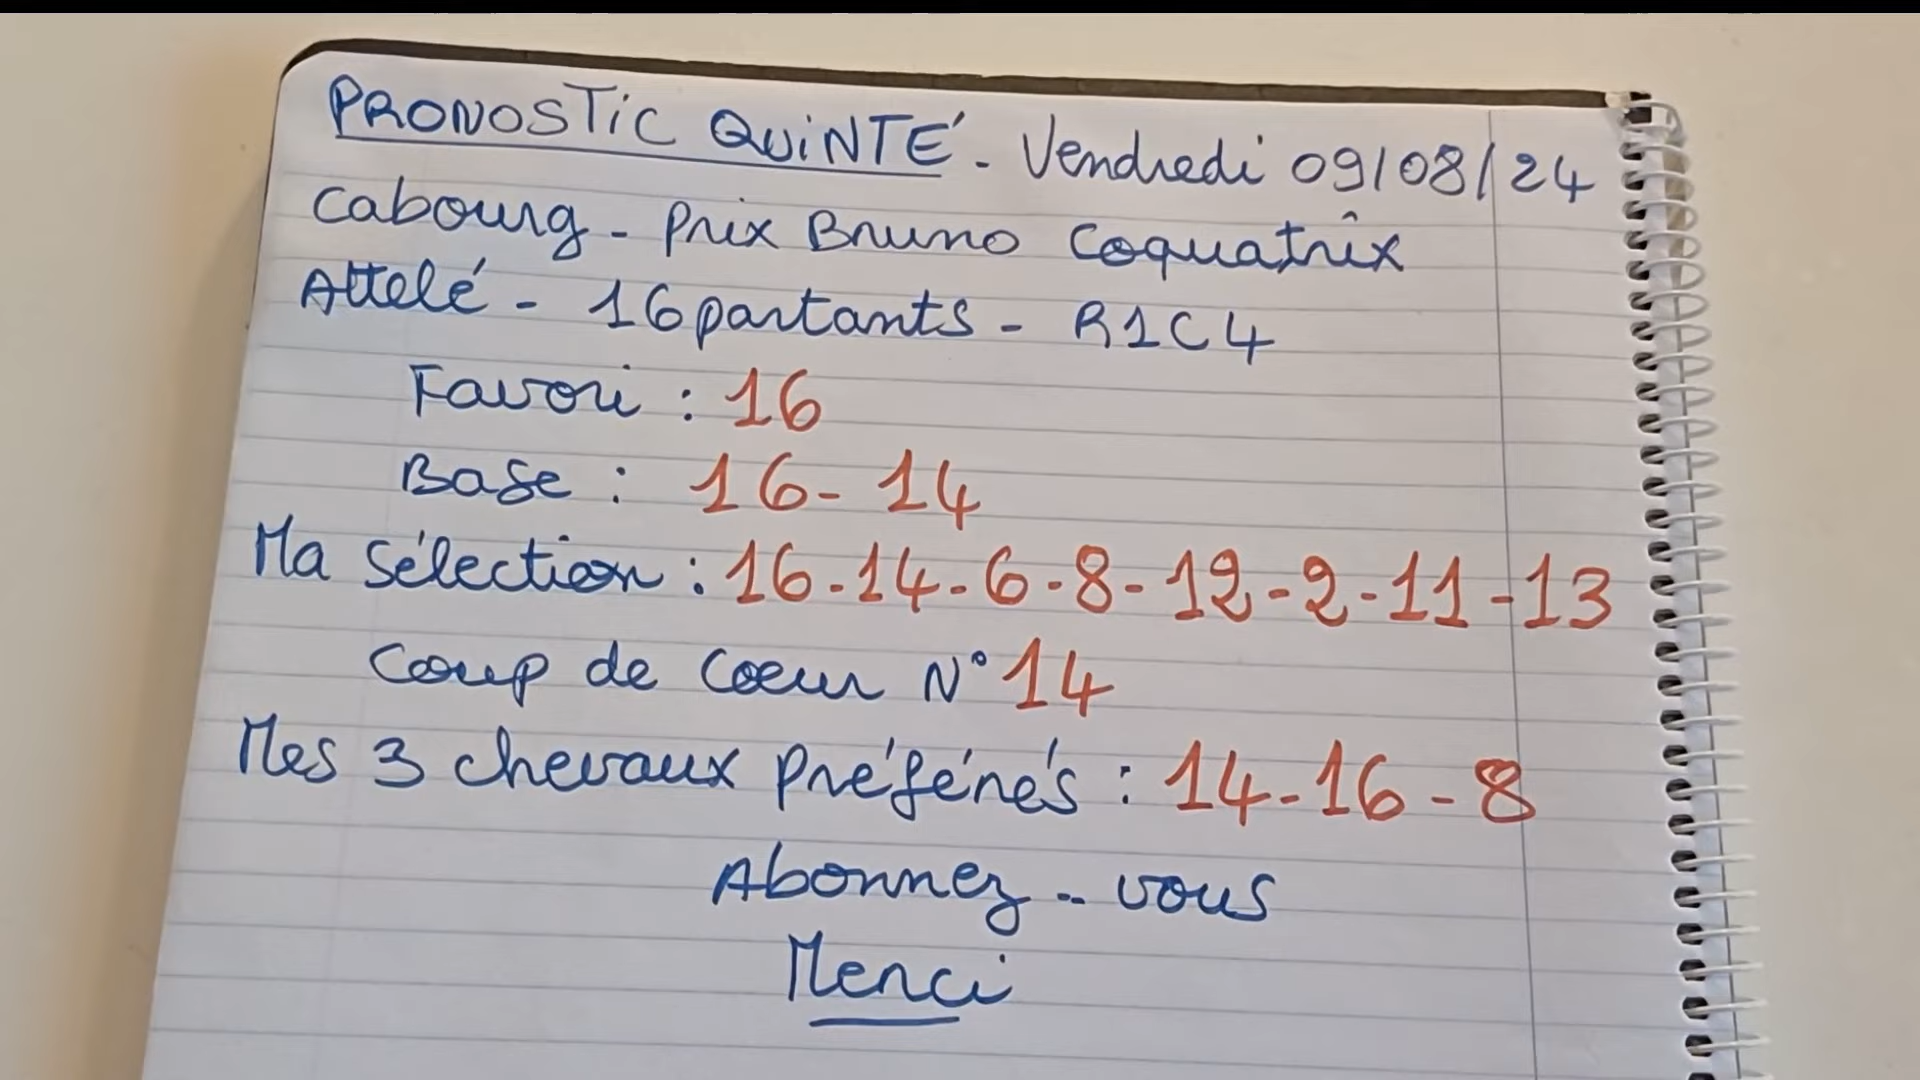 PRONOSTiC QUiNTÉ - Vendredi 09/08/24
Cabourg - Prix Bruno Coquatrîx
Attelé - 16 partants - R1C4
Favori : 16
Base : 16 - 14
Ma Sélection : 16 - 14 - 6 - 8 - 12 - 2 - 11 - 13
Coup de Coeur N° 14
Mes 3 chevaux préférés : 14 - 16 - 8
Abonnez - vous
Merci